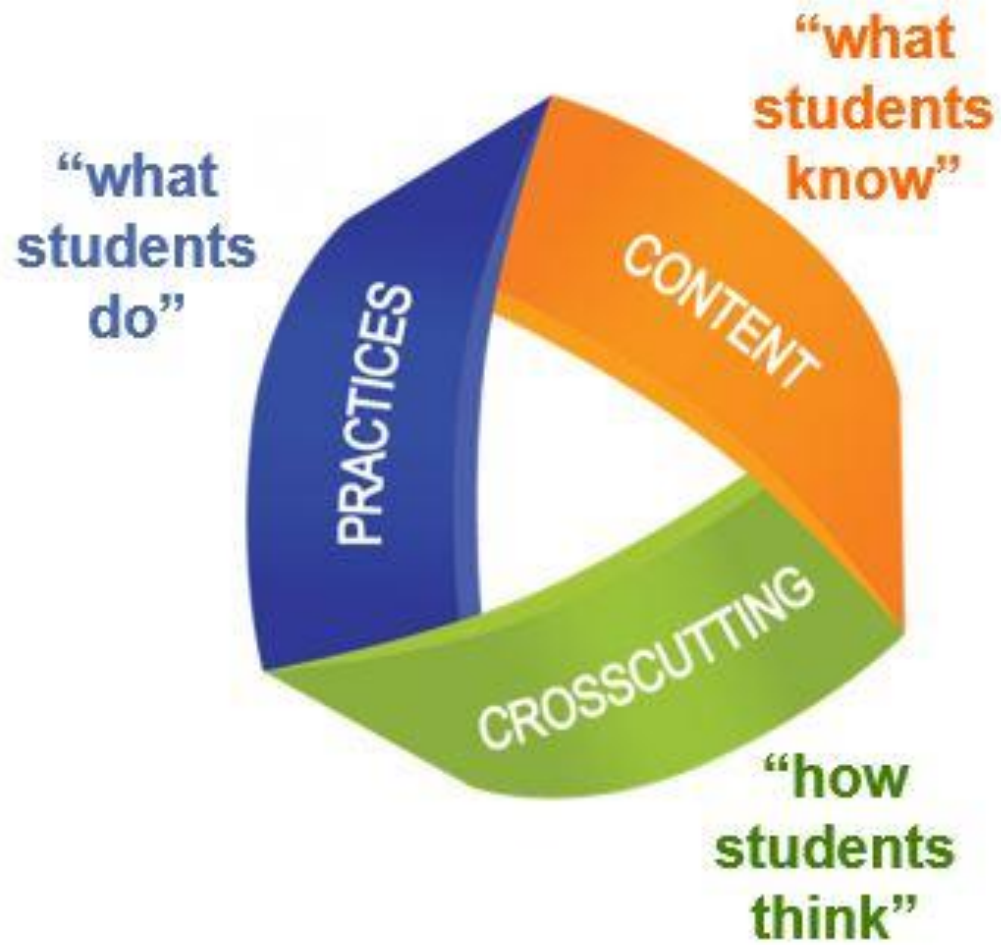 “what
students
do”
PRACTICES
“what
students
know”
CONTENT
CROSSCUTTING
“how
students
think”